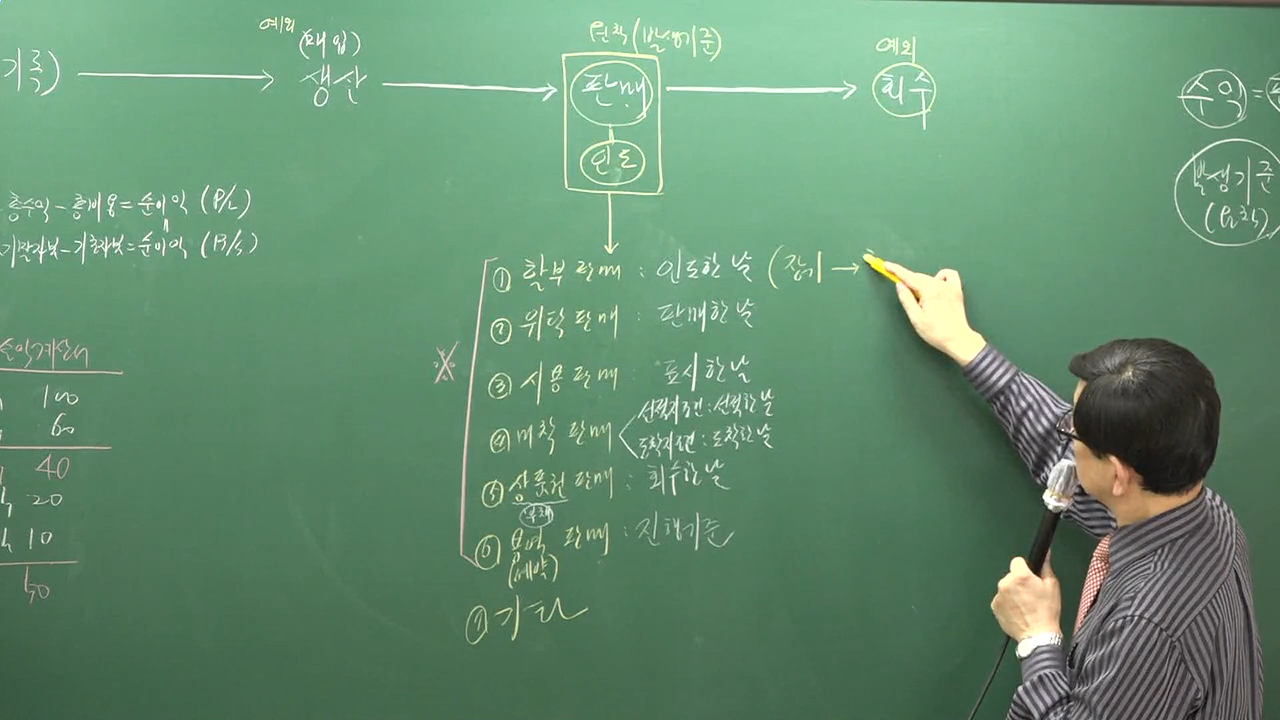 예외
(매입)
기록) → 생산 →
원칙(발생기준)
판매
인도
예외
회수
수익 =
발생기준
(원칙)
총수익 - 총비용 = 순이익 (P/L)
기말자본 - 기초자본 = 순이익 (B/S)
① 할부 판매 : 인도한 날 (장기 →
② 위탁 판매 : 판매한 날
③ 시용 판매 : 표시한 날
④ 미착 판매
선적지조건 : 선적한 날
도착지조건 : 도착한 날
⑤ 상품권 판매 : 회수한 날
부채
⑥ 용역 판매 : 진행기준
(예약)
⑦ 기타
※
손익계산서
100
60
40
20
10
50